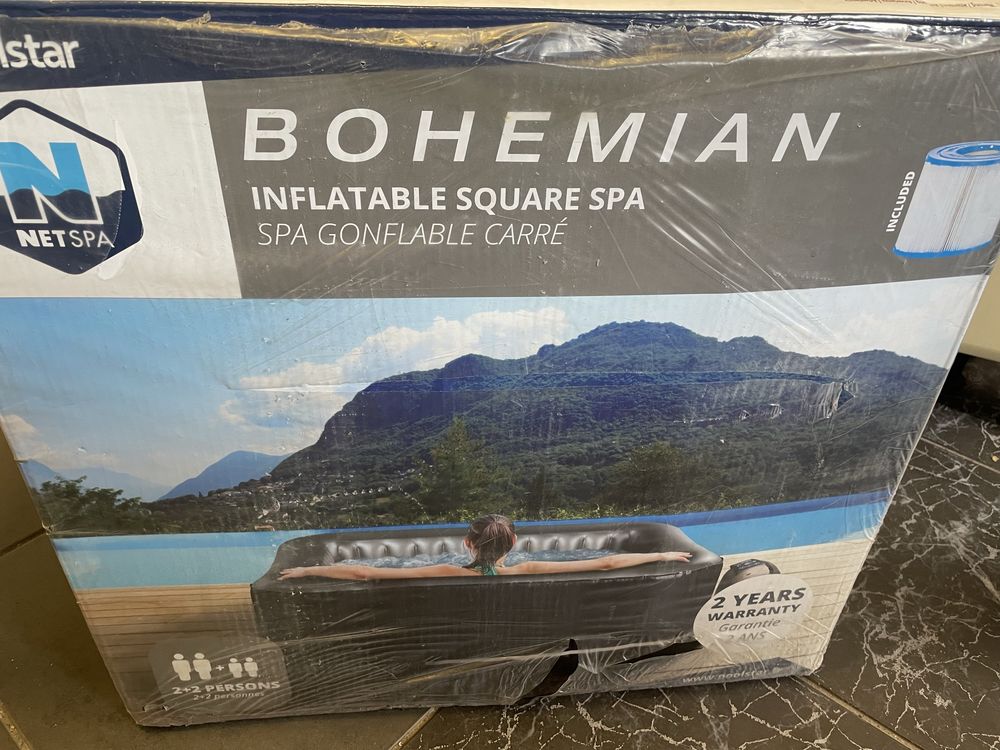 lstar
N
NETSPA
BOHEMIAN
INFLATABLE SQUARE SPA
SPA GONFLABLE CARRÉ
INCLUDED
2 YEARS
WARRANTY
Garantie
2 ANS
2+2 PERSONS
2+2 personnes